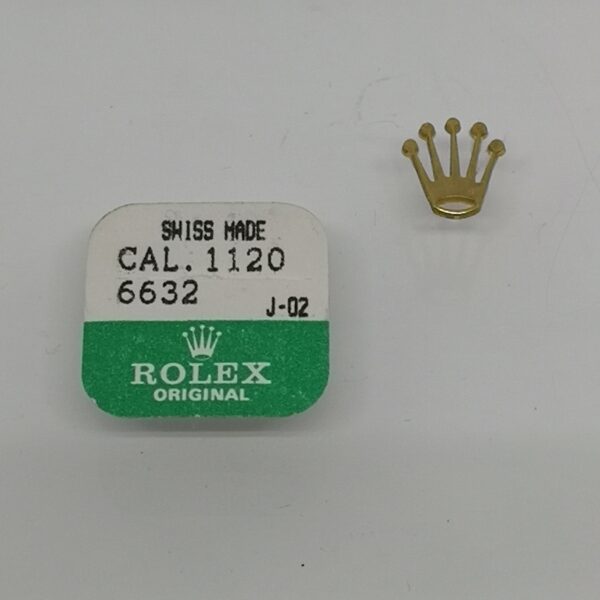 SWISS MADE
CAL. 1120
6632
J-02
ROLEX
ORIGINAL